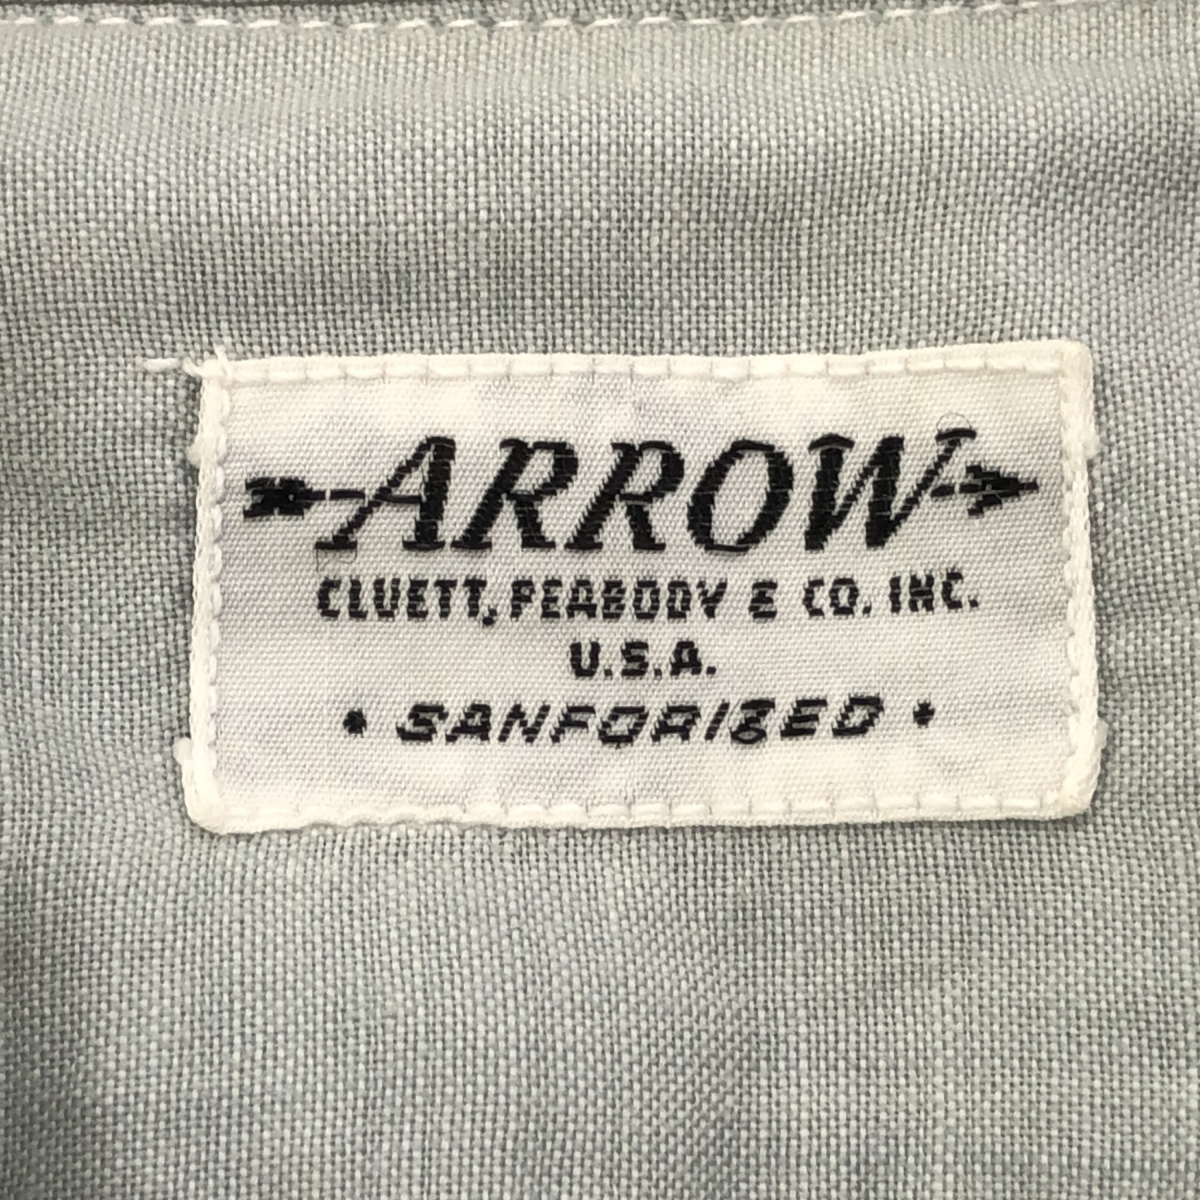 ARROW
CLUETT, PEABODY & CO. INC.
U.S.A.
• SANFORIZED •